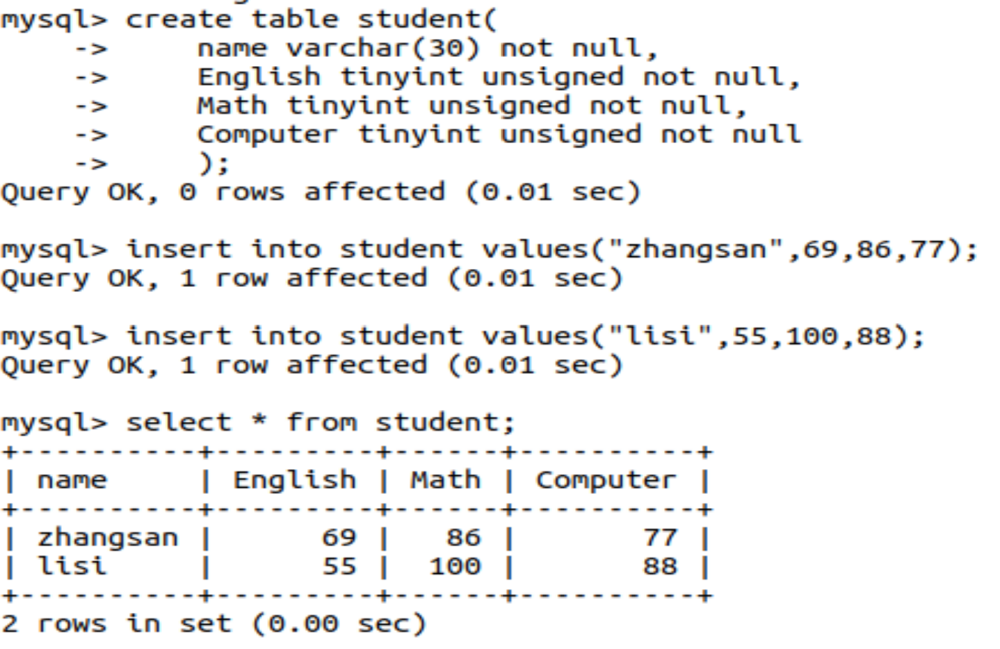 mysql> create table student(
    ->     name varchar(30) not null,
    ->     English tinyint unsigned not null,
    ->     Math tinyint unsigned not null,
    ->     Computer tinyint unsigned not null
    ->     );
Query OK, 0 rows affected (0.01 sec)

mysql> insert into student values("zhangsan",69,86,77);
Query OK, 1 row affected (0.01 sec)

mysql> insert into student values("lisi",55,100,88);
Query OK, 1 row affected (0.01 sec)

mysql> select * from student;
+----------+---------+------+----------+
| name     | English | Math | Computer |
+----------+---------+------+----------+
| zhangsan |      69 |   86 |       77 |
| lisi     |      55 |  100 |       88 |
+----------+---------+------+----------+
2 rows in set (0.00 sec)